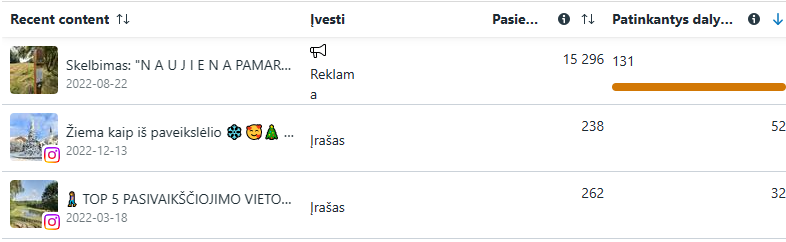 Recent content Įvesti Pasie... Patinkantys daly...
Skelbimas: "N A U J I E N A PAMAR... Reklama 15 296 131
2022-08-22
Žiema kaip iš paveikslėlio ❄️🥰🎄 ... Įrašas 238 52
2022-12-13
TOP 5 PASIVAIKŠČIOJIMO VIETO... Įrašas 262 32
2022-03-18